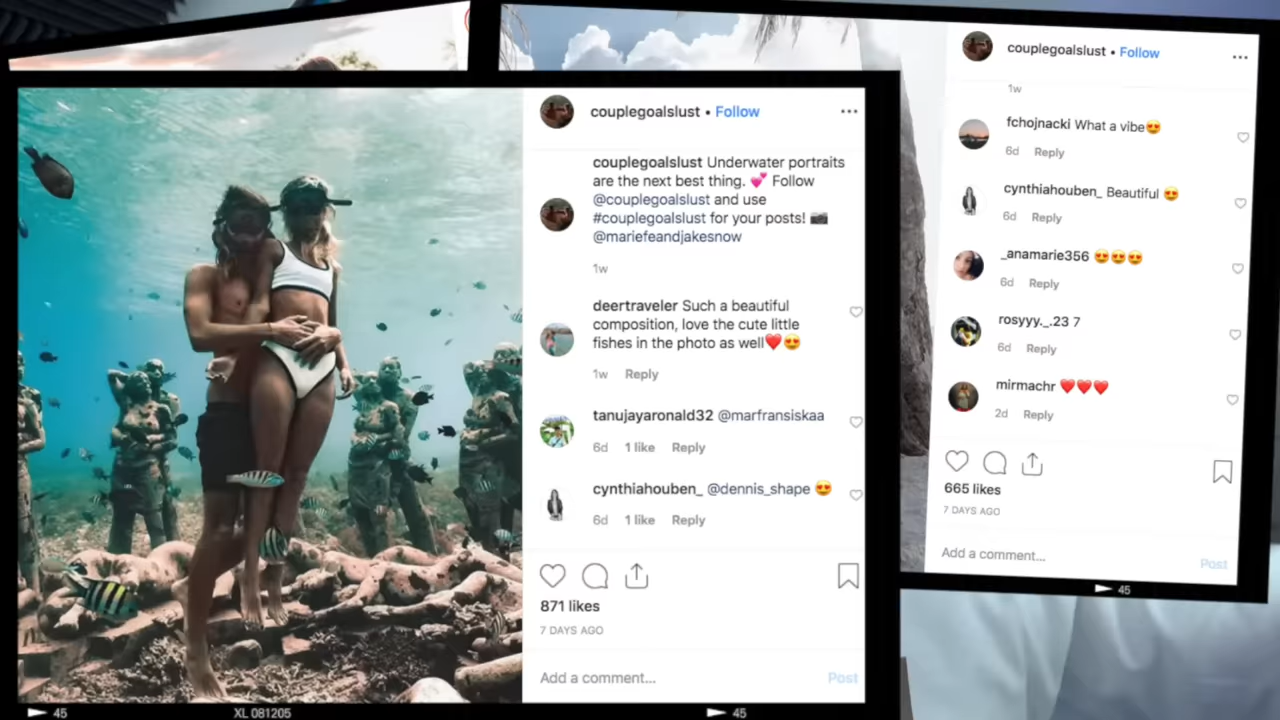 couplegoalslust • Follow
couplegoalslust Underwater portraits
are the next best thing. 💕 Follow
@couplegoalslust and use
#couplegoalslust for your posts! 📷
@mariefeandjakesnow
1w
deertraveler Such a beautiful
composition, love the cute little
fishes in the photo as well❤️😍
1w Reply
tanujayaronald32 @marfransiskaa
6d 1 like Reply
cynthiahouben_ @dennis_shape 😍
6d 1 like Reply
871 likes
7 DAYS AGO
Add a comment... Post
45 XL 081205 45
couplegoalslust • Follow
1w
fchojnacki What a vibe😍
6d Reply
cynthiahouben_ Beautiful 😍
6d Reply
_anamarie356 😍😍😍
6d Reply
rosyyy._.23 7
6d Reply
mirmachr ❤️❤️❤️
2d Reply
665 likes
7 DAYS AGO
Add a comment... Post
45